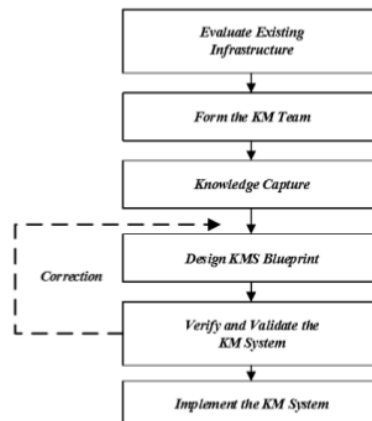 Evaluate Existing
Infrastructure
Form the KM Team
Knowledge Capture
Correction
Design KMS Blueprint
Verify and Validate the
KM System
Implement the KM System